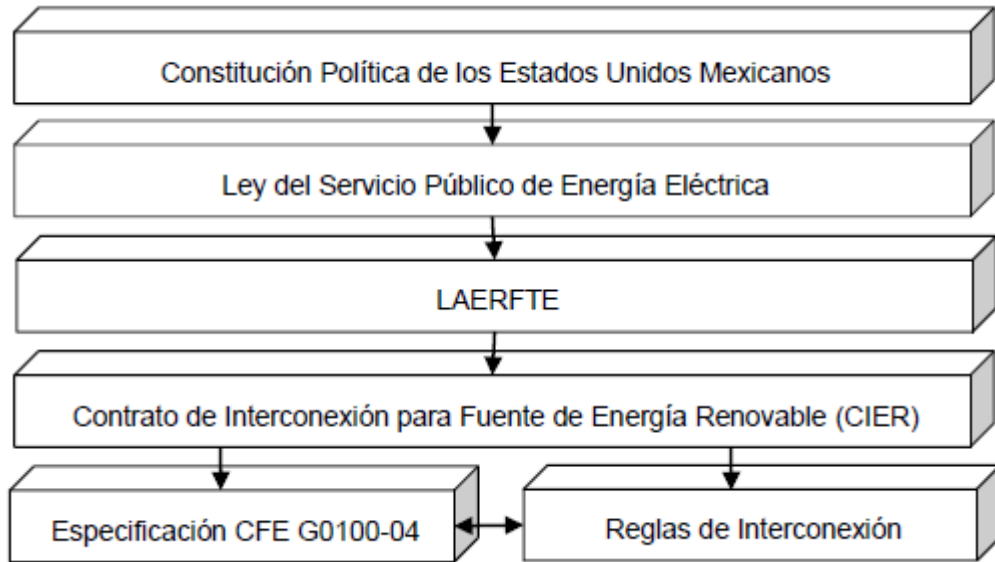 Constitución Política de los Estados Unidos Mexicanos
Ley del Servicio Público de Energía Eléctrica
LAERFTE
Contrato de Interconexión para Fuente de Energía Renovable (CIER)
Especificación CFE G0100-04
Reglas de Interconexión